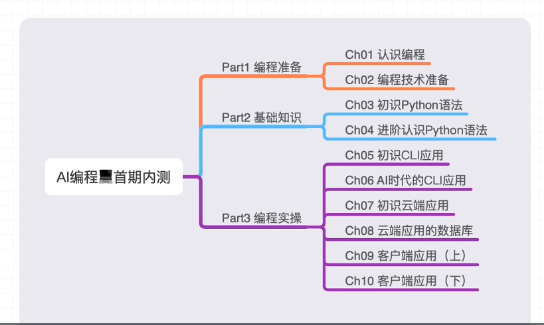 Part1 编程准备
Ch01 认识编程
Ch02 编程技术准备
Part2 基础知识
Ch03 初识Python语法
Ch04 进阶认识Python语法
AI编程首期内测
Part3 编程实操
Ch05 初识CLI应用
Ch06 AI时代的CLI应用
Ch07 初识云端应用
Ch08 云端应用的数据库
Ch09 客户端应用（上）
Ch10 客户端应用（下）